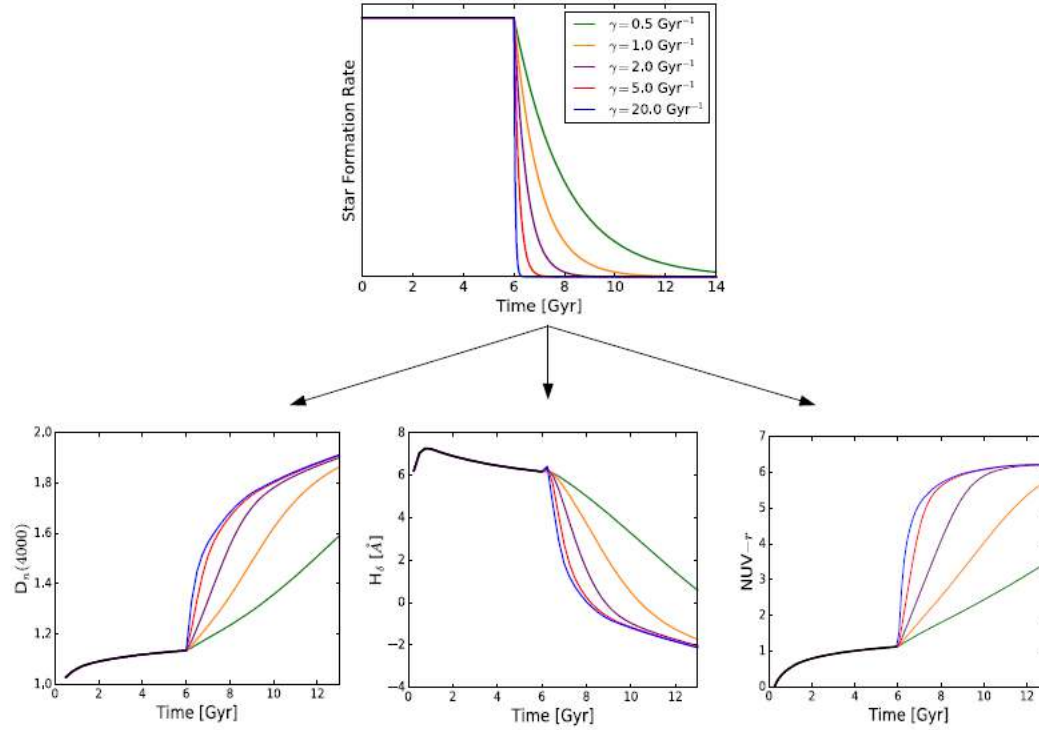 Star Formation Rate
γ = 0.5 Gyr⁻¹
γ = 1.0 Gyr⁻¹
γ = 2.0 Gyr⁻¹
γ = 5.0 Gyr⁻¹
γ = 20.0 Gyr⁻¹
0 2 4 6 8 10 12 14
Time [Gyr]
Dₙ(4000)
2.0
1.8
1.6
1.4
1.2
1.0
0 2 4 6 8 10 12
Time [Gyr]
H_δ [Å]
8
6
4
2
0
−2
−4
0 2 4 6 8 10 12
Time [Gyr]
NUV−r
7
6
5
4
3
2
1
0
0 2 4 6 8 10 12
Time [Gyr]